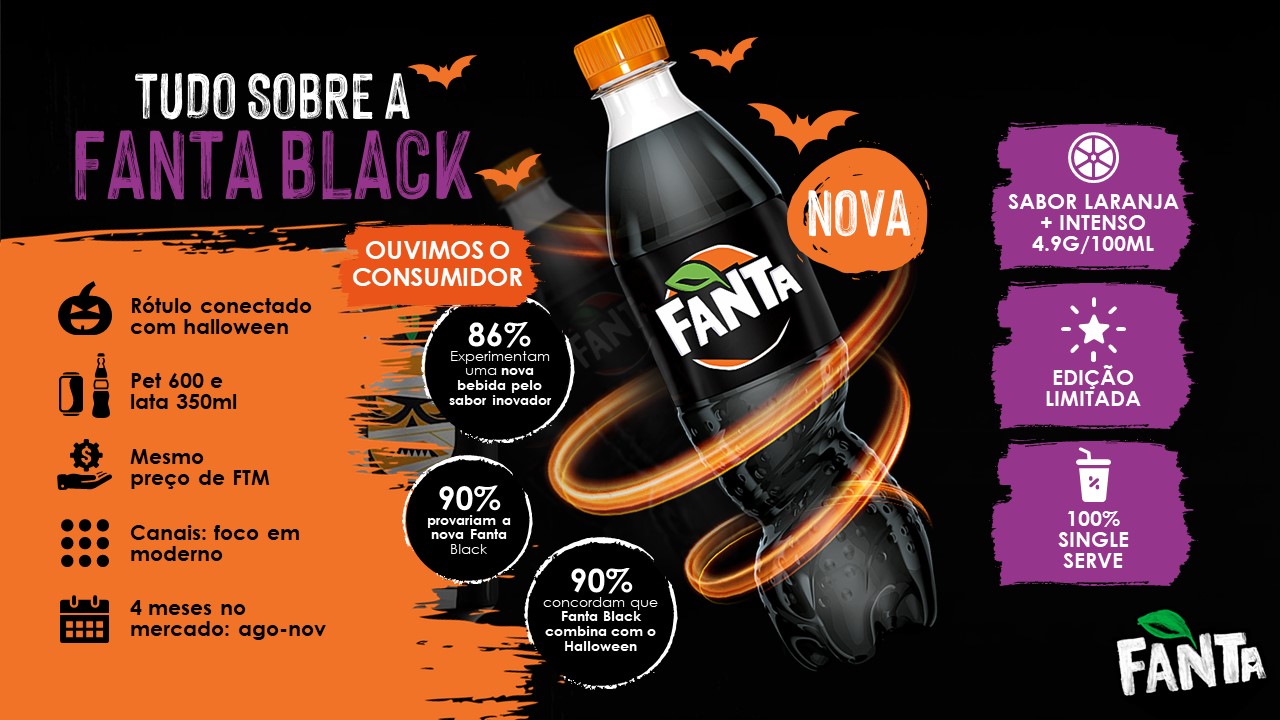 TUDO SOBRE A
FANTA BLACK
OUVIMOS O
CONSUMIDOR
Rótulo conectado
com halloween
Pet 600 e
lata 350ml
Mesmo
preço de FTM
Canais: foco em
moderno
4 meses no
mercado: ago-nov
86%
Experimentam
uma nova
bebida pelo
sabor inovador
90%
provariam a
nova Fanta
Black
90%
concordam que
Fanta Black
combina com o
Halloween
FANTA
FANTA
NOVA
SABOR LARANJA
+ INTENSO
4.9G/100ML
EDIÇÃO
LIMITADA
100%
SINGLE
SERVE
FANTA